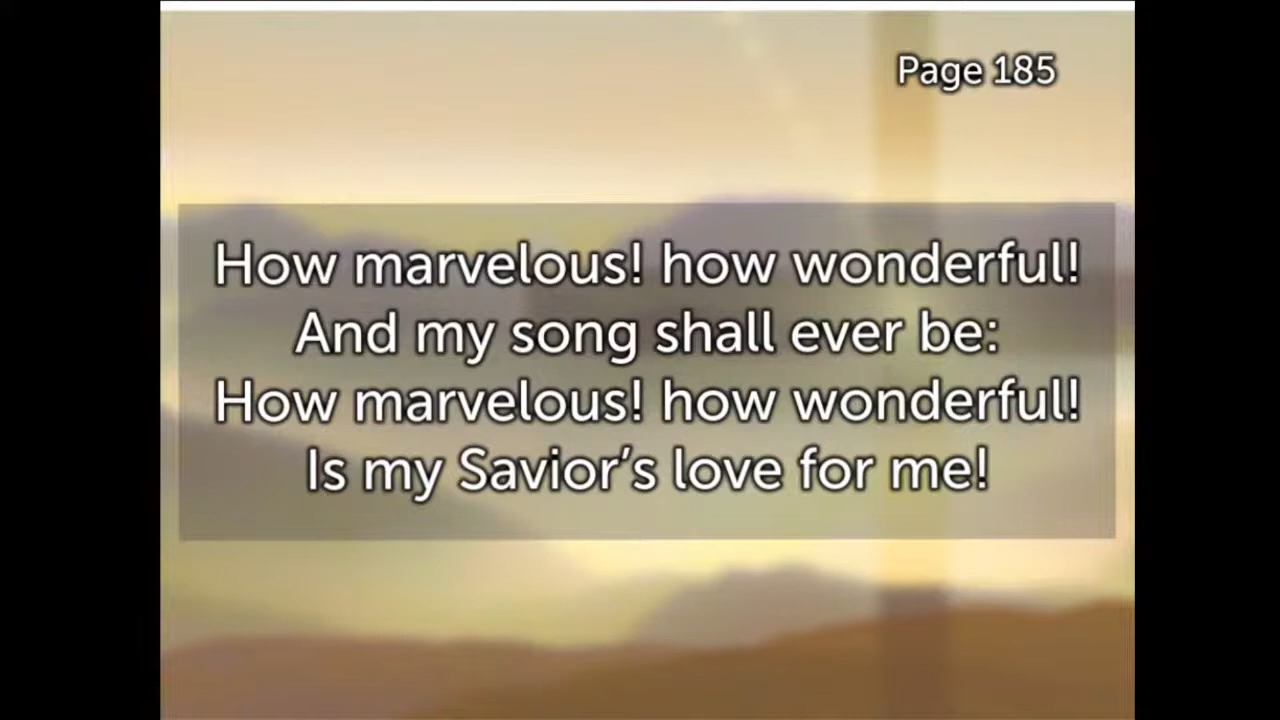 Page 185
How marvelous! how wonderful!
And my song shall ever be:
How marvelous! how wonderful!
Is my Savior’s love for me!